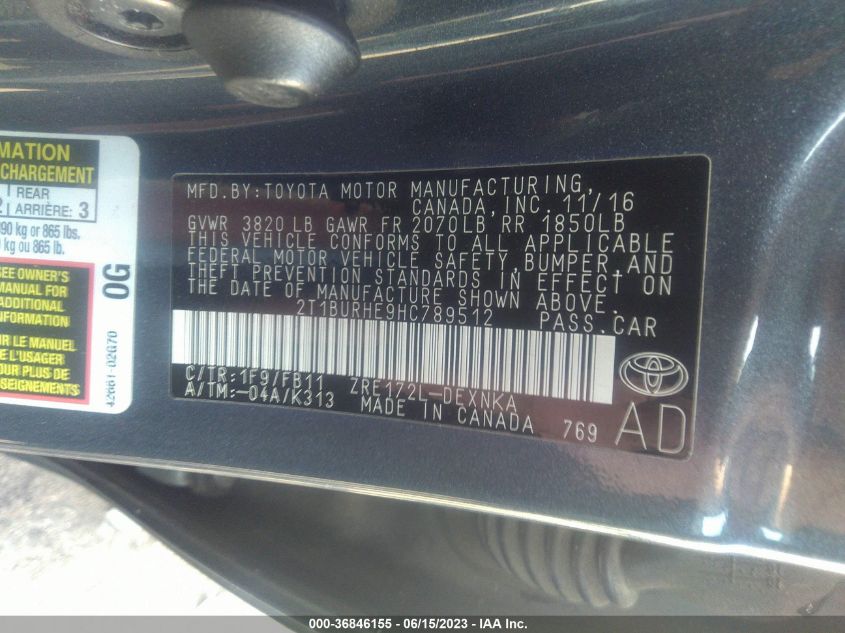 MATION
CHARGEMENT
REAR
ARRIÈRE: 3
390 kg or 865 lbs.
kg ou 865 lb.
SEE OWNER'S
MANUAL FOR
ADDITIONAL
INFORMATION
LE MANUEL
DE L'USAGER
POUR PLUS DE
0G
42661-02G70
MFD.BY:TOYOTA MOTOR MANUFACTURING,
CANADA,INC. 11/16
GVWR 3820 LB GAWR FR 2070LB RR 1850LB
THIS VEHICLE CONFORMS TO ALL APPLICABLE
FEDERAL MOTOR VEHICLE SAFETY,BUMPER,AND
THEFT PREVENTION STANDARDS IN EFFECT ON
THE DATE OF MANUFACTURE SHOWN ABOVE.
2T1BURHE9HC789512 PASS.CAR
C/TR:1F9/FB11 ZRE172L-DEXNKA
A/TM:-04A/K313 MADE IN CANADA 769
AD
TOYOTA
000-36846155 - 06/15/2023 - IAA Inc.